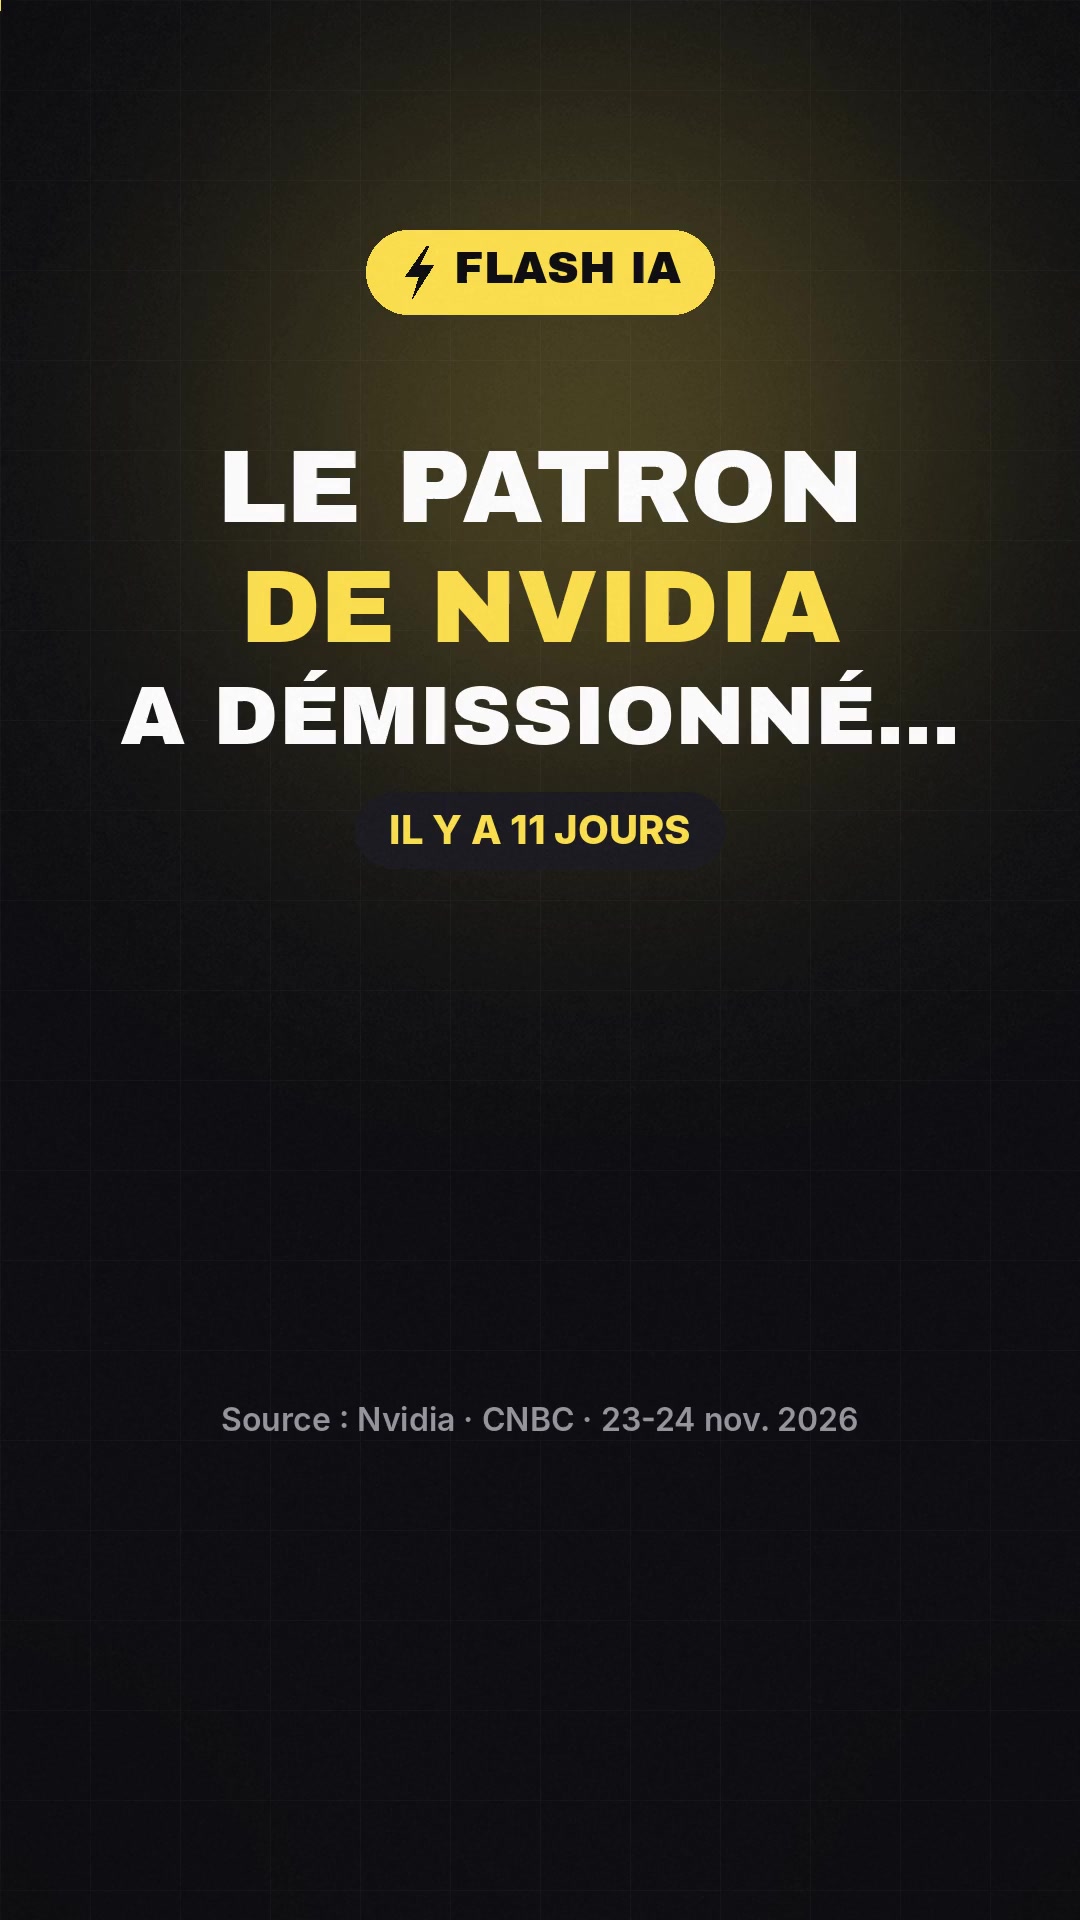 FLASH IA
LE PATRON
DE NVIDIA
A DÉMISSIONNÉ...
IL Y A 11 JOURS
Source : Nvidia · CNBC · 23-24 nov. 2026